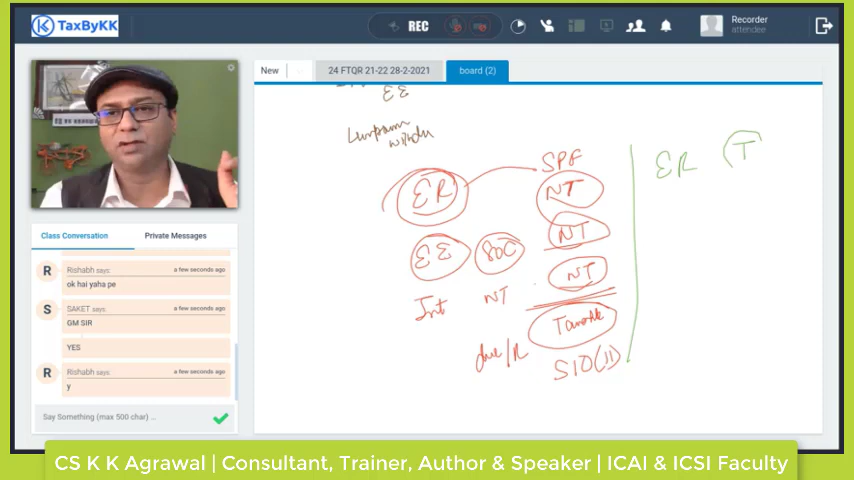 TaxByKK
REC
Recorder
attendee
New
24 FTQR 21-22 28-2-2021
board (2)
Class Conversation
Private Messages
R
Rishabh says:
a few seconds ago
ok hai yaha pe
S
SAKET says:
a few seconds ago
GM SIR
YES
R
Rishabh says:
a few seconds ago
y
Say Something (max 500 char) ...
EE
SPF
ER
NT
NT
EE
80C
NT
Int
NT
Taxable
due/R
S10(11)
ER
(T
CS K K Agrawal | Consultant, Trainer, Author & Speaker | ICAI & ICSI Faculty